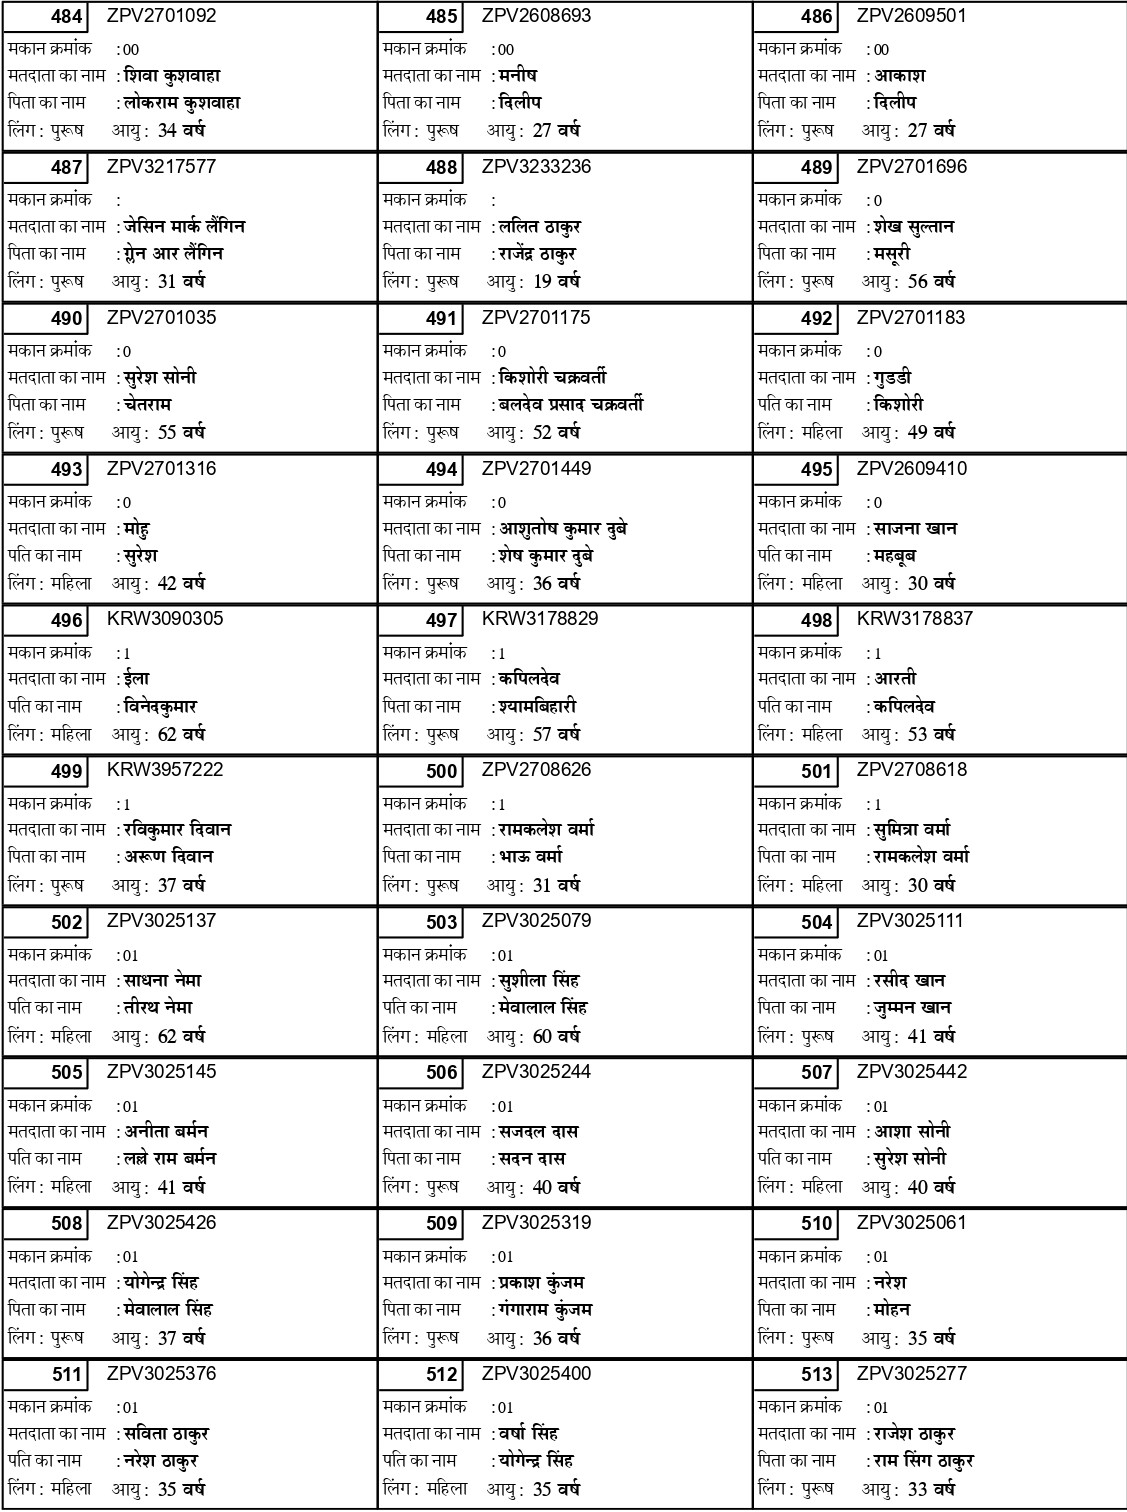 484 ZPV2701092
मकान क्रमांक :00
मतदाता का नाम :शिवा कुशवाहा
पिता का नाम :लोकराम कुशवाहा
लिंग: पुरूष आयु: 34 वर्ष
485 ZPV2608693
मकान क्रमांक :00
मतदाता का नाम :मनीष
पिता का नाम :दिलीप
लिंग: पुरूष आयु: 27 वर्ष
486 ZPV2609501
मकान क्रमांक :00
मतदाता का नाम :आकाश
पिता का नाम :दिलीप
लिंग: पुरूष आयु: 27 वर्ष
487 ZPV3217577
मकान क्रमांक :
मतदाता का नाम :जेसिन मार्क लैंगिन
पिता का नाम :ग्लेन आर लैंगिन
लिंग: पुरूष आयु: 31 वर्ष
488 ZPV3233236
मकान क्रमांक :
मतदाता का नाम :ललित ठाकुर
पिता का नाम :राजेंद्र ठाकुर
लिंग: पुरूष आयु: 19 वर्ष
489 ZPV2701696
मकान क्रमांक :0
मतदाता का नाम :शेख सुल्तान
पिता का नाम :मसूरी
लिंग: पुरूष आयु: 56 वर्ष
490 ZPV2701035
मकान क्रमांक :0
मतदाता का नाम :सुरेश सोनी
पिता का नाम :चेतराम
लिंग: पुरूष आयु: 55 वर्ष
491 ZPV2701175
मकान क्रमांक :0
मतदाता का नाम :किशोरी चक्रवर्ती
पिता का नाम :बलदेव प्रसाद चक्रवर्ती
लिंग: पुरूष आयु: 52 वर्ष
492 ZPV2701183
मकान क्रमांक :0
मतदाता का नाम :गुडडी
पति का नाम :किशोरी
लिंग: महिला आयु: 49 वर्ष
493 ZPV2701316
मकान क्रमांक :0
मतदाता का नाम :मोहु
पति का नाम :सुरेश
लिंग: महिला आयु: 42 वर्ष
494 ZPV2701449
मकान क्रमांक :0
मतदाता का नाम :आशुतोष कुमार दुबे
पिता का नाम :शेष कुमार दुबे
लिंग: पुरूष आयु: 36 वर्ष
495 ZPV2609410
मकान क्रमांक :0
मतदाता का नाम :साजना खान
पिता का नाम :महबूब
लिंग: महिला आयु: 30 वर्ष
496 KRW3090305
मकान क्रमांक :1
मतदाता का नाम :ईला
पति का नाम :विनेदकुमार
लिंग: महिला आयु: 62 वर्ष
497 KRW3178829
मकान क्रमांक :1
मतदाता का नाम :कपिलदेव
पिता का नाम :श्यामबिहारी
लिंग: पुरूष आयु: 57 वर्ष
498 KRW3178837
मकान क्रमांक :1
मतदाता का नाम :आरती
पति का नाम :कपिलदेव
लिंग: महिला आयु: 53 वर्ष
499 KRW3957222
मकान क्रमांक :1
मतदाता का नाम :रविकुमार दिवान
पिता का नाम :अरूण दिवान
लिंग: पुरूष आयु: 37 वर्ष
500 ZPV2708626
मकान क्रमांक :1
मतदाता का नाम :रामकलेश वर्मा
पिता का नाम :भाऊ वर्मा
लिंग: पुरूष आयु: 31 वर्ष
501 ZPV2708618
मकान क्रमांक :1
मतदाता का नाम :सुमित्रा वर्मा
पिता का नाम :रामकलेश वर्मा
लिंग: महिला आयु: 30 वर्ष
502 ZPV3025137
मकान क्रमांक :01
मतदाता का नाम :साधना नेमा
पति का नाम :तीरथ नेमा
लिंग: महिला आयु: 62 वर्ष
503 ZPV3025079
मकान क्रमांक :01
मतदाता का नाम :सुशीला सिंह
पति का नाम :मेवालाल सिंह
लिंग: महिला आयु: 60 वर्ष
504 ZPV3025111
मकान क्रमांक :01
मतदाता का नाम :रसीद खान
पिता का नाम :जुम्मन खान
लिंग: पुरूष आयु: 41 वर्ष
505 ZPV3025145
मकान क्रमांक :01
मतदाता का नाम :अनीता बर्मन
पति का नाम :लल्ले राम बर्मन
लिंग: महिला आयु: 41 वर्ष
506 ZPV3025244
मकान क्रमांक :01
मतदाता का नाम :सजदल दास
पिता का नाम :सदन दास
लिंग: पुरूष आयु: 40 वर्ष
507 ZPV3025442
मकान क्रमांक :01
मतदाता का नाम :आशा सोनी
पति का नाम :सुरेश सोनी
लिंग: महिला आयु: 40 वर्ष
508 ZPV3025426
मकान क्रमांक :01
मतदाता का नाम :योगेन्द्र सिंह
पिता का नाम :मेवालाल सिंह
लिंग: पुरूष आयु: 37 वर्ष
509 ZPV3025319
मकान क्रमांक :01
मतदाता का नाम :प्रकाश कुंजम
पिता का नाम :गंगाराम कुंजम
लिंग: पुरूष आयु: 36 वर्ष
510 ZPV3025061
मकान क्रमांक :01
मतदाता का नाम :नरेश
पिता का नाम :मोहन
लिंग: पुरूष आयु: 35 वर्ष
511 ZPV3025376
मकान क्रमांक :01
मतदाता का नाम :सविता ठाकुर
पति का नाम :नरेश ठाकुर
लिंग: महिला आयु: 35 वर्ष
512 ZPV3025400
मकान क्रमांक :01
मतदाता का नाम :वर्षा सिंह
पति का नाम :योगेन्द्र सिंह
लिंग: महिला आयु: 35 वर्ष
513 ZPV3025277
मकान क्रमांक :01
मतदाता का नाम :राजेश ठाकुर
पिता का नाम :राम सिंग ठाकुर
लिंग: पुरूष आयु: 33 वर्ष